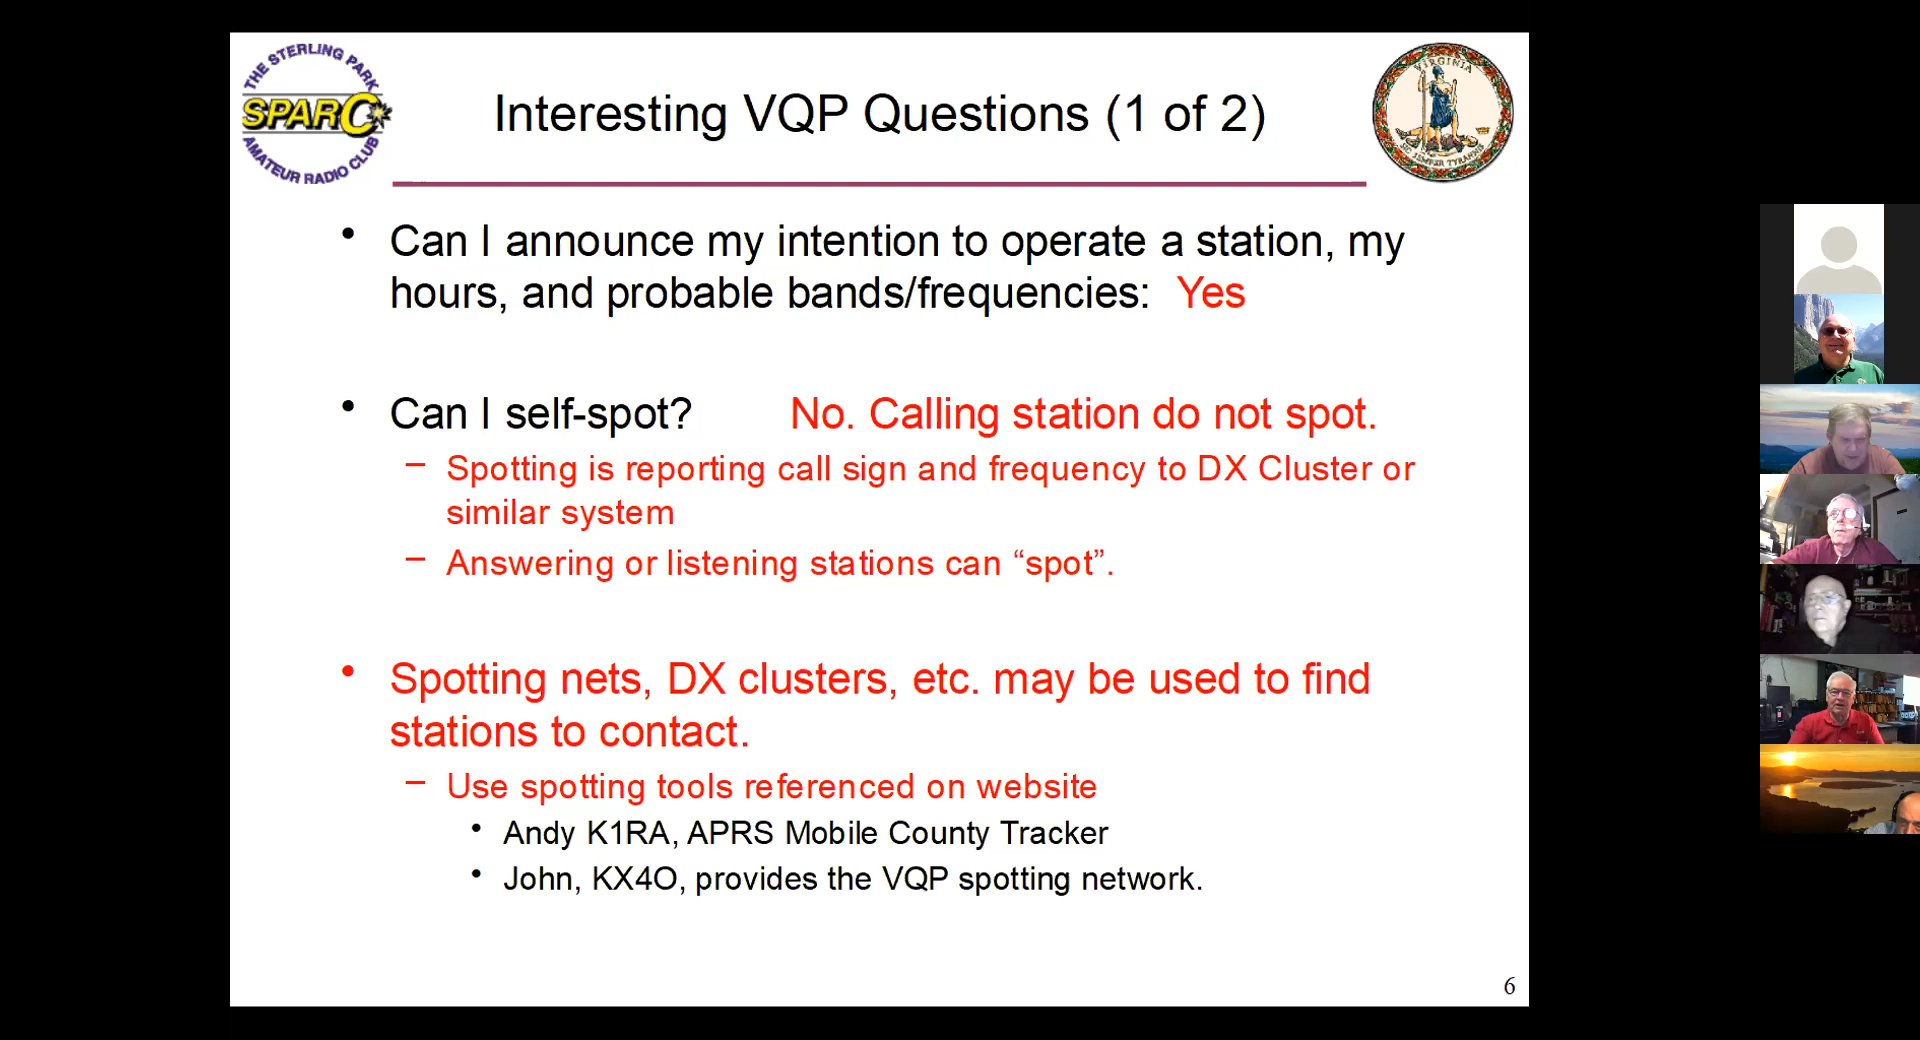 THE STERLING PARK
SPARC
AMATEUR RADIO CLUB
Interesting VQP Questions (1 of 2)
VIRGINIA
SIC SEMPER TYRANNIS
• Can I announce my intention to operate a station, my
hours, and probable bands/frequencies: Yes
• Can I self-spot? No. Calling station do not spot.
– Spotting is reporting call sign and frequency to DX Cluster or
similar system
– Answering or listening stations can “spot”.
• Spotting nets, DX clusters, etc. may be used to find
stations to contact.
– Use spotting tools referenced on website
• Andy K1RA, APRS Mobile County Tracker
• John, KX4O, provides the VQP spotting network.
6